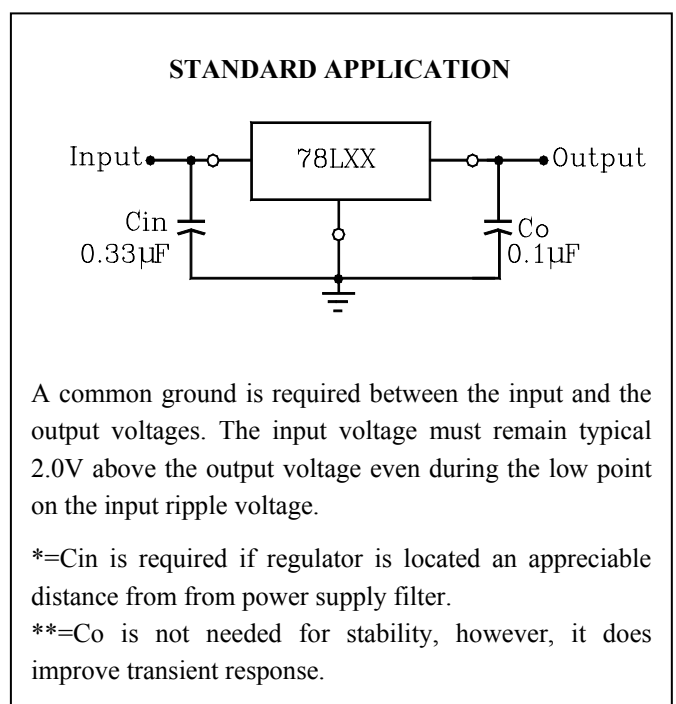 STANDARD APPLICATION
Input
78LXX
Output
Cin
0.33µF
Co
0.1µF
A common ground is required between the input and the
output voltages. The input voltage must remain typical
2.0V above the output voltage even during the low point
on the input ripple voltage.
*=Cin is required if regulator is located an appreciable
distance from from power supply filter.
**=Co is not needed for stability, however, it does
improve transient response.